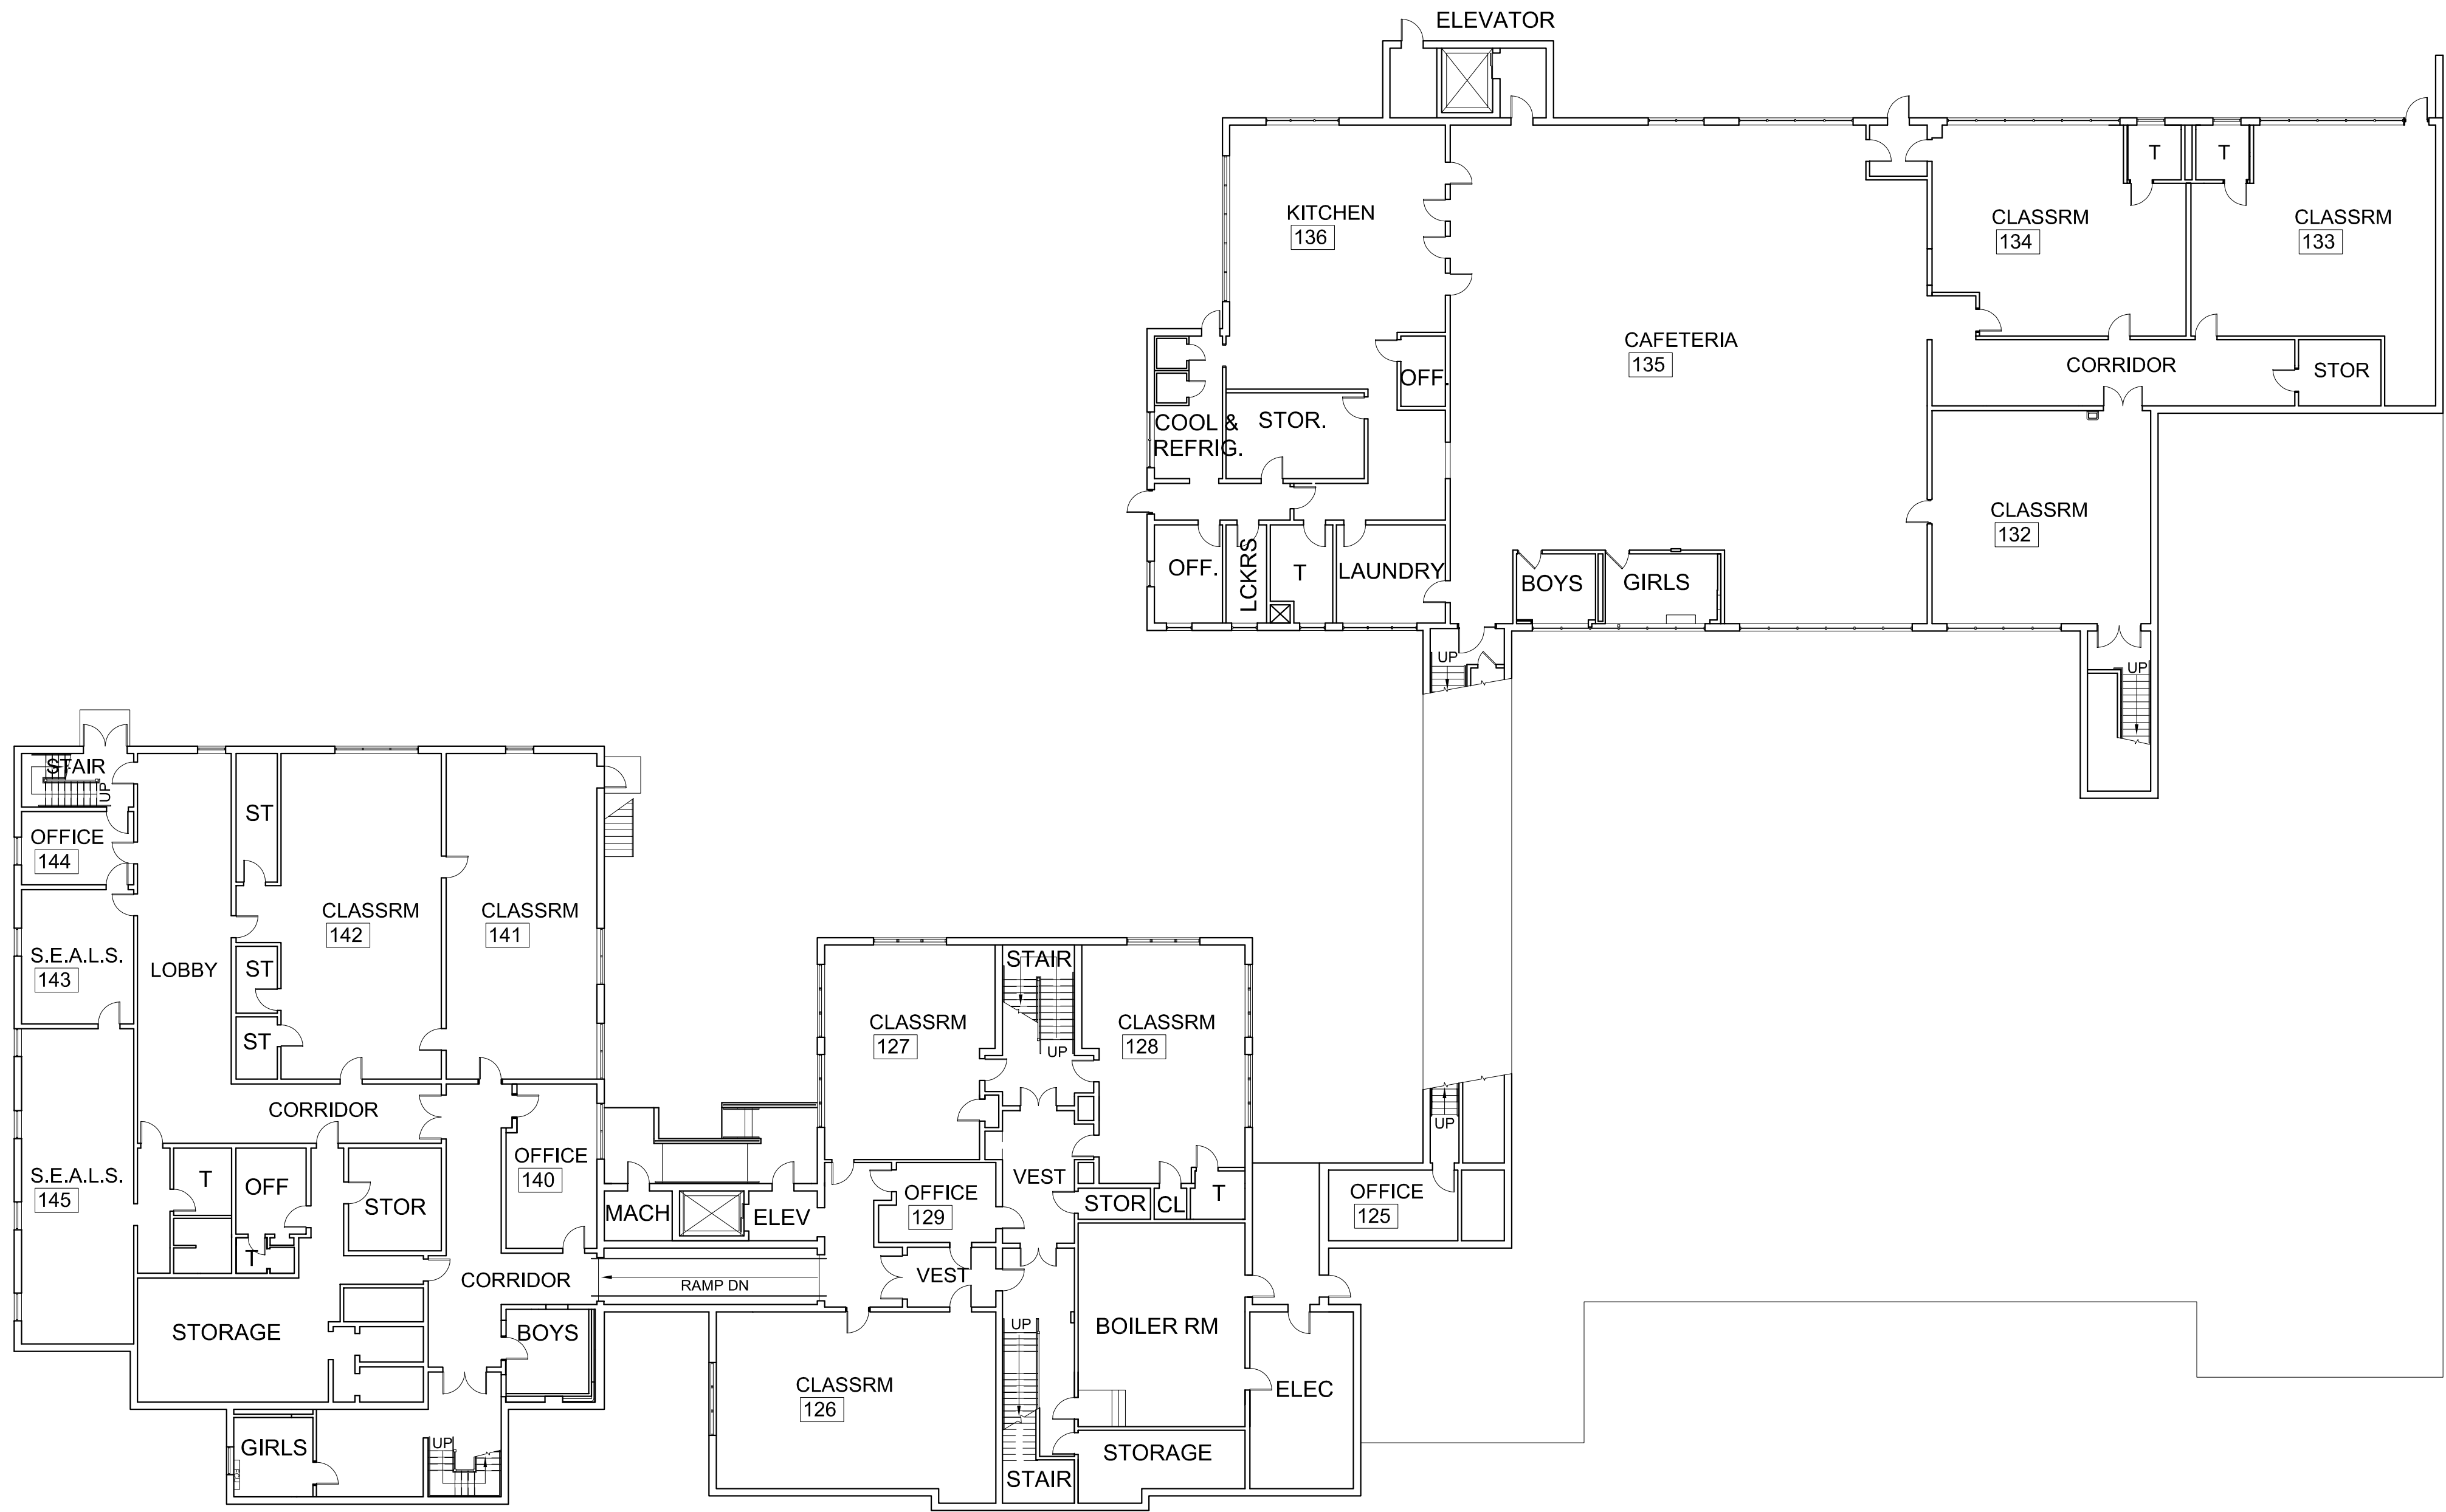 ELEVATOR
T
T
KITCHEN
136
CLASSRM
134
CLASSRM
133
CAFETERIA
135
OFF.
CORRIDOR
STOR
COOL &
REFRIG.
STOR.
CLASSRM
132
OFF.
LCKRS
T
LAUNDRY
BOYS
GIRLS
UP
UP
STAIR
UP
OFFICE
144
ST
CLASSRM
142
CLASSRM
141
S.E.A.L.S.
143
LOBBY
ST
ST
STAIR
CLASSRM
127
CLASSRM
128
UP
CORRIDOR
UP
S.E.A.L.S.
145
T
OFF
STOR
OFFICE
140
MACH
ELEV
OFFICE
129
VEST
STOR
CL
T
OFFICE
125
T
CORRIDOR
RAMP DN
VEST
STORAGE
BOYS
UP
BOILER RM
CLASSRM
126
ELEC
GIRLS
UP
STAIR
STORAGE